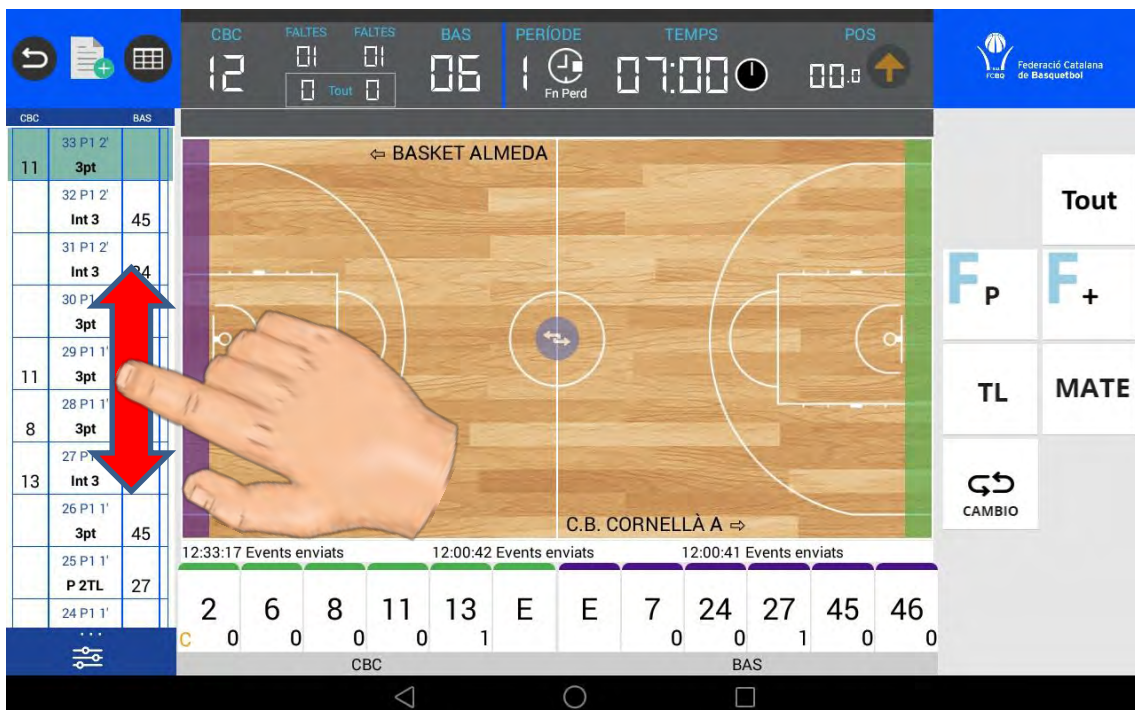 CBC FALTES FALTES BAS PERÍODE TEMPS POS
12 01 01 06 1 07:00 00.0
0 Tout 0 Fn Perd
FCBQ
Federació Catalana
de Basquetbol
CBC BAS
33 P1 2'
11 3pt
32 P1 2'
Int 3 45
31 P1 2'
Int 3
30 P1
3pt
29 P1 1'
11 3pt
28 P1 1'
8 3pt
27 P1
13 Int 3
26 P1 1'
3pt 45
25 P1 1'
P 2TL 27
24 P1 1'
...
⇦ BASKET ALMEDA
C.B. CORNELLÀ A ⇨
12:33:17 Events enviats 12:00:42 Events enviats 12:00:41 Events enviats
2 6 8 11 13 E E 7 24 27 45 46
C 0 0 0 0 1 0 0 1 0 0
CBC BAS
Tout
F P
F +
TL
MATE
CAMBIO